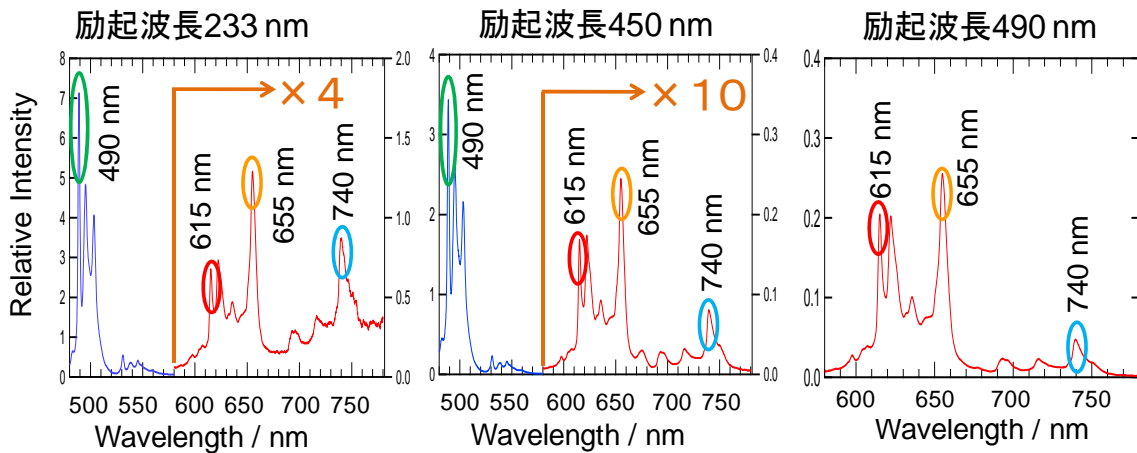 励起波長233 nm
励起波長450 nm
励起波長490 nm
Relative Intensity
8
7
6
5
4
3
2
1
0
2.0
1.5
1.0
0.5
0.0
×4
490 nm
615 nm
655 nm
740 nm
500 550 600 650 700 750
Wavelength / nm
4
3
2
1
0
0.4
0.3
0.2
0.1
0.0
×10
490 nm
615 nm
655 nm
740 nm
500 550 600 650 700 750
Wavelength / nm
0.4
0.3
0.2
0.1
0.0
615 nm
655 nm
740 nm
600 650 700 750
Wavelength / nm